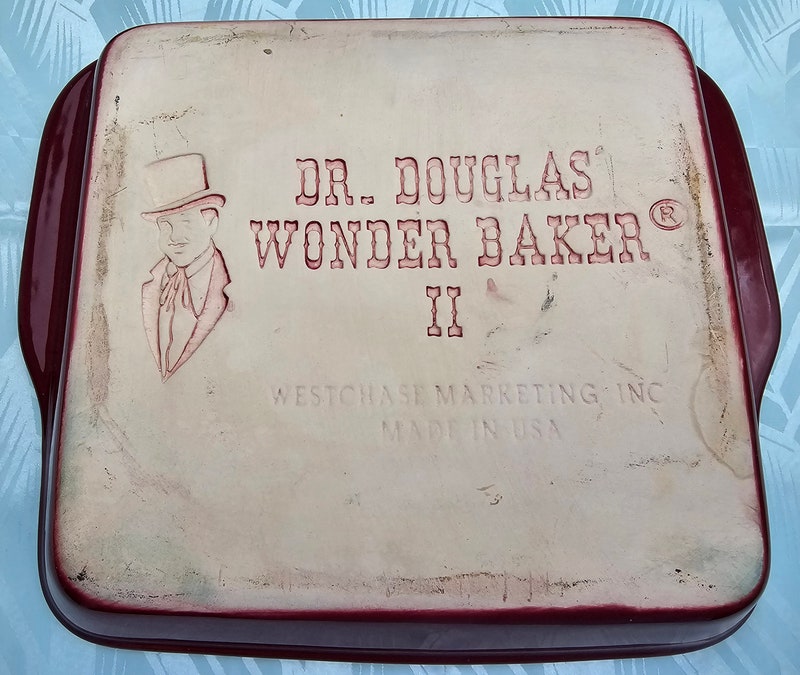 DR. DOUGLAS
WONDER BAKER®
II
WESTCHASE MARKETING, INC
MADE IN USA